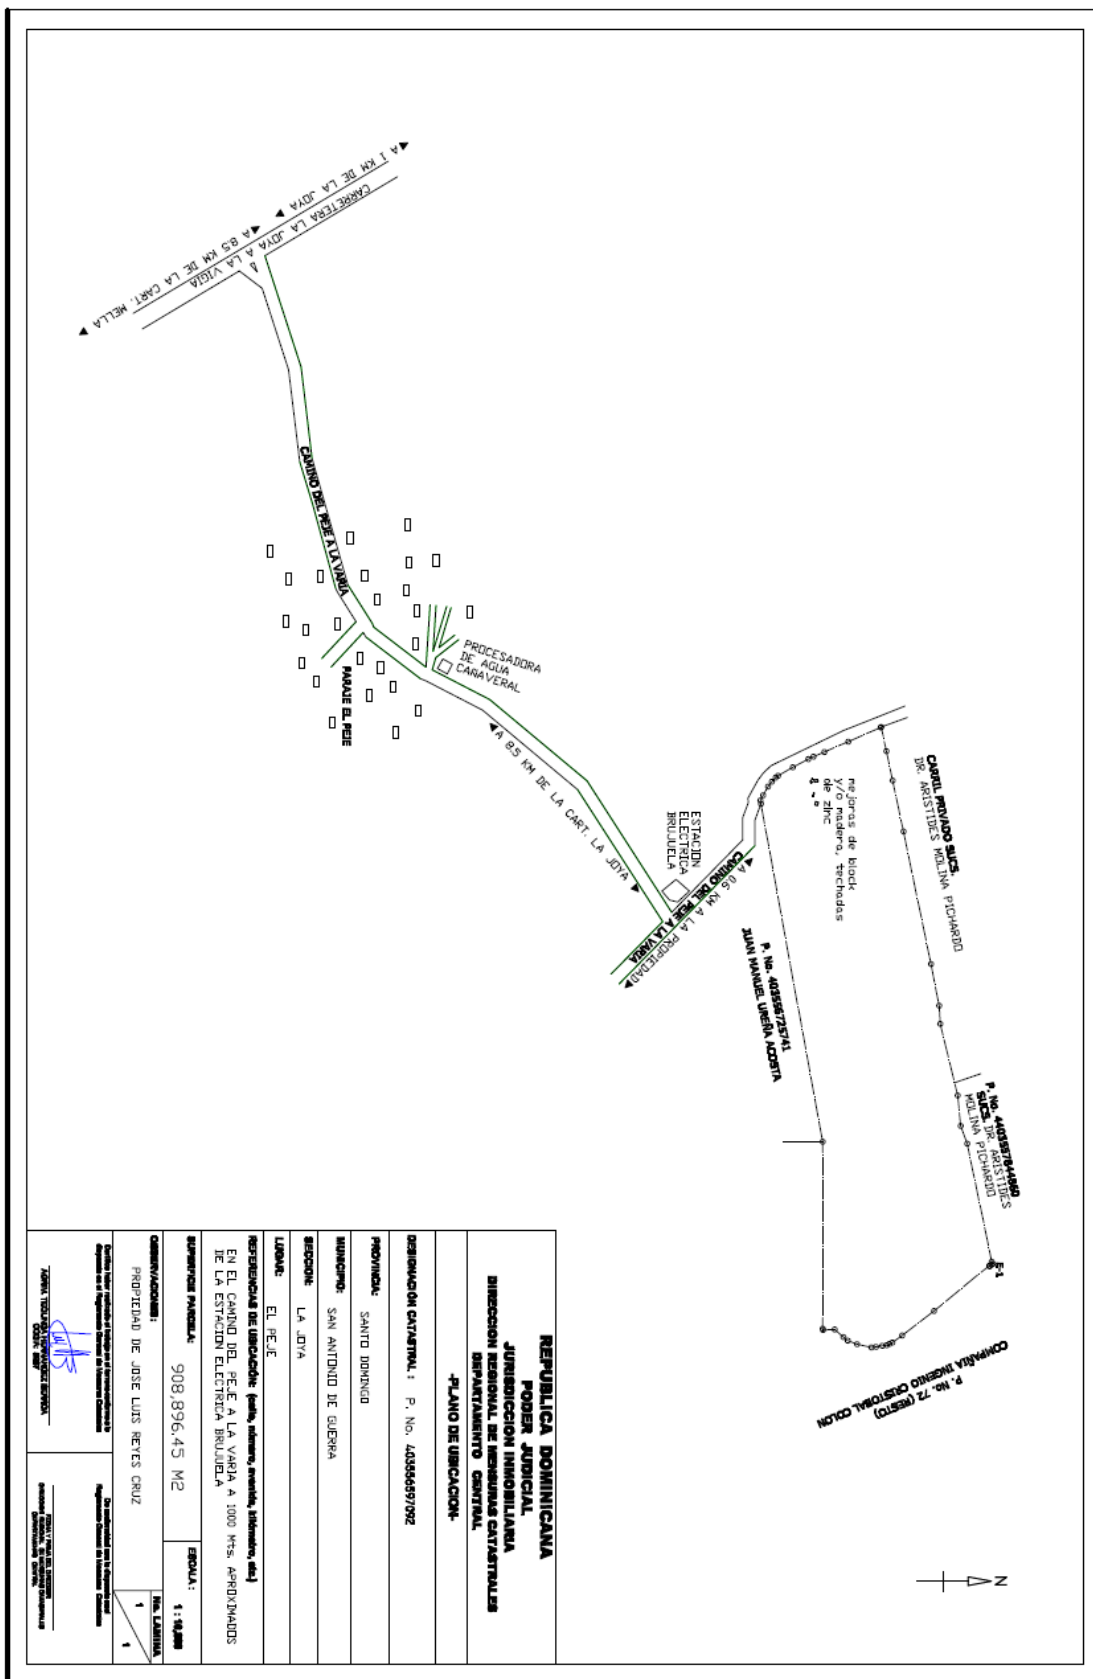 A 1 KM DE LA JOYA
CARRETERA LA JOYA A LA VIGIA
A 8.5 KM DE LA CART. MELLA
CAMINO DEL PEJE A LA VARIA
PARAJE EL PEJE
PROCESADORA
DE AGUA
CAÑAVERAL
A 8.5 KM DE LA CART. LA JOYA
ESTACION
ELECTRICA
BRUJUELA
CAMINO DEL PEJE A LA VARIA
A 0.6 KM A LA PROPIEDAD
mejoras de block
y/o madera, techadas
de zinc
CARRIL PRIVADO SUCS.
DR. ARISTIDES MOLINA PICHARDO
P. No. 403556725741
JUAN MANUEL UREÑA ACOSTA
SUCS. DR. ARISTIDES
MOLINA PICHARDO
E-1
P. No. 72 (RESTO)
COMPAÑIA INGENIO CRISTOBAL COLON
N
REPUBLICA DOMINICANA
PODER JUDICIAL
JURISDICCION INMOBILIARIA
DIRECCION REGIONAL DE MENSURAS CATASTRALES
DEPARTAMENTO CENTRAL
-PLANO DE UBICACION-
DESIGNACIÓN CATASTRAL: P. No. 403556597092
PROVINCIA: SANTO DOMINGO
MUNICIPIO: SAN ANTONIO DE GUERRA
SECCION: LA JOYA
LUGAR: EL PEJE
REFERENCIAS DE UBICACIÓN: (calle, número, avenida, kilómetro, etc.)
EN EL CAMINO DEL PEJE A LA VARIA A 1000 Mts. APROXIMADOS
DE LA ESTACION ELECTRICA BRUJUELA
SUPERFICIE PARCELA: 908,896.45 M2
ESCALA: 1 : 10,000
OBSERVACIONES:
PROPIEDAD DE JOSE LUIS REYES CRUZ
No. LAMINA
1
1